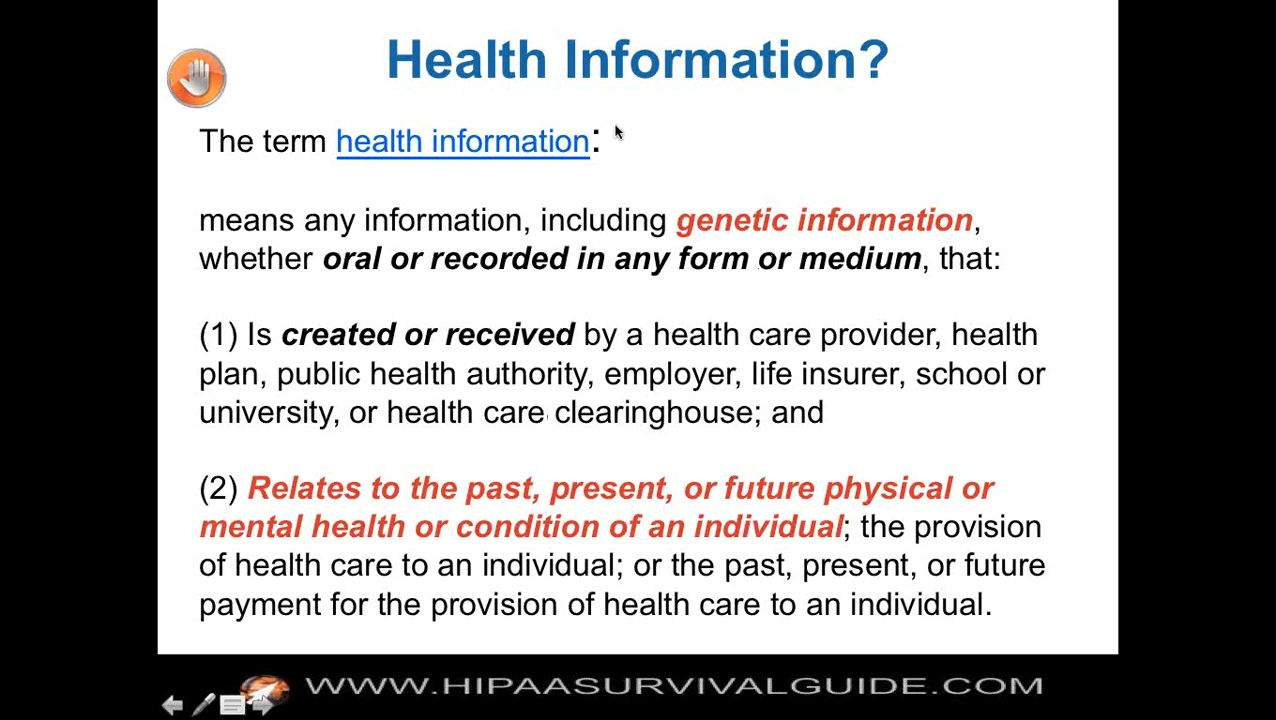 Health Information?
The term health information:
means any information, including genetic information,
whether oral or recorded in any form or medium, that:
(1) Is created or received by a health care provider, health
plan, public health authority, employer, life insurer, school or
university, or health care clearinghouse; and
(2) Relates to the past, present, or future physical or
mental health or condition of an individual; the provision
of health care to an individual; or the past, present, or future
payment for the provision of health care to an individual.
WWW.HIPAASURVIVALGUIDE.COM